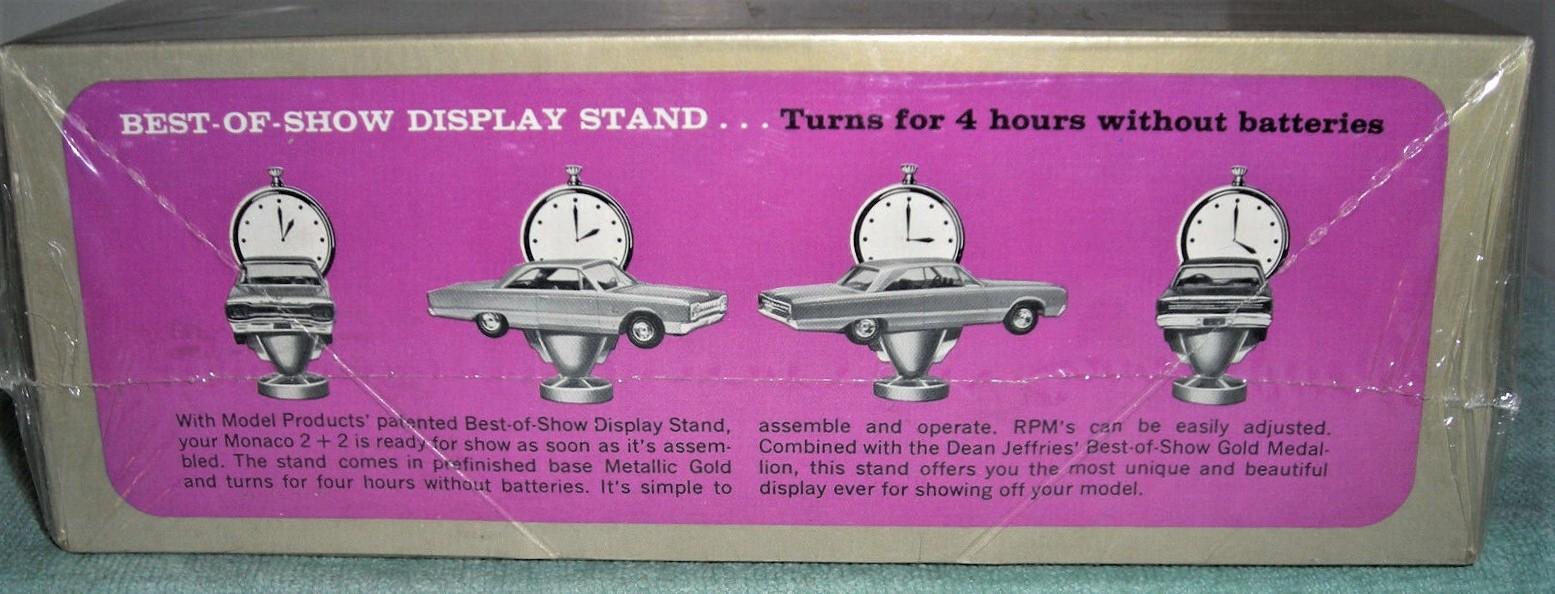 BEST-OF-SHOW DISPLAY STAND . . . Turns for 4 hours without batteries
With Model Products' patented Best-of-Show Display Stand,
your Monaco 2 + 2 is ready for show as soon as it's assem-
bled. The stand comes in prefinished base Metallic Gold
and turns for four hours without batteries. It's simple to
assemble and operate. RPM's can be easily adjusted.
Combined with the Dean Jeffries' Best-of-Show Gold Medal-
lion, this stand offers you the most unique and beautiful
display ever for showing off your model.